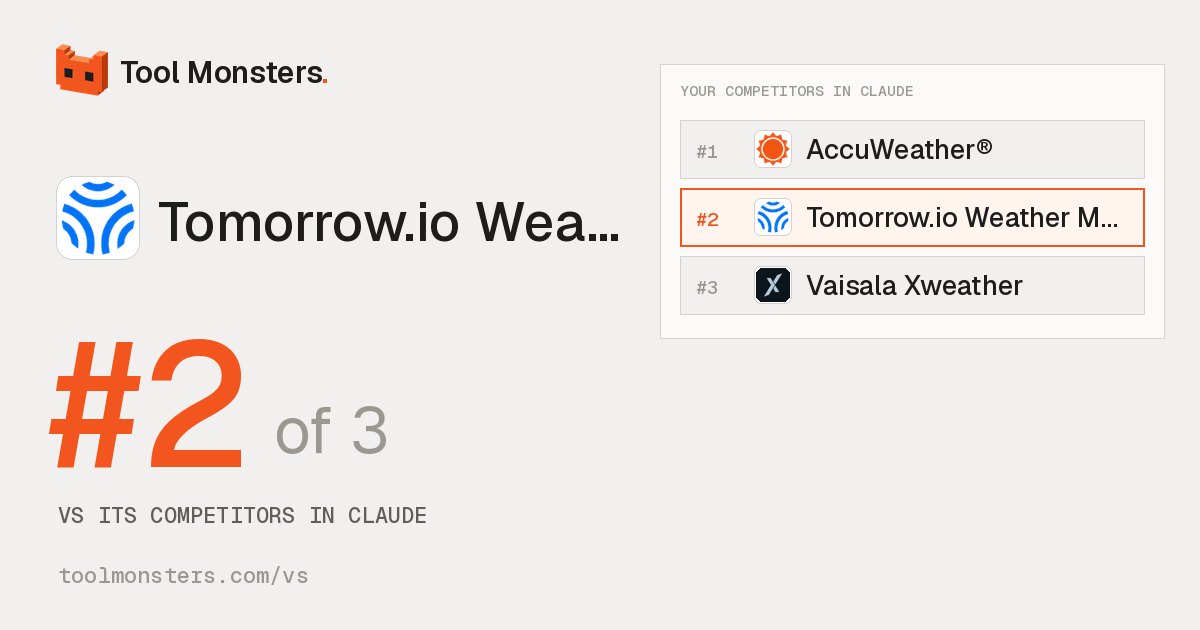 Tool Monsters.
Tomorrow.io Wea...
#2 of 3
VS ITS COMPETITORS IN CLAUDE
toolmonsters.com/vs
YOUR COMPETITORS IN CLAUDE
#1 AccuWeather®
#2 Tomorrow.io Weather M...
#3 Vaisala Xweather